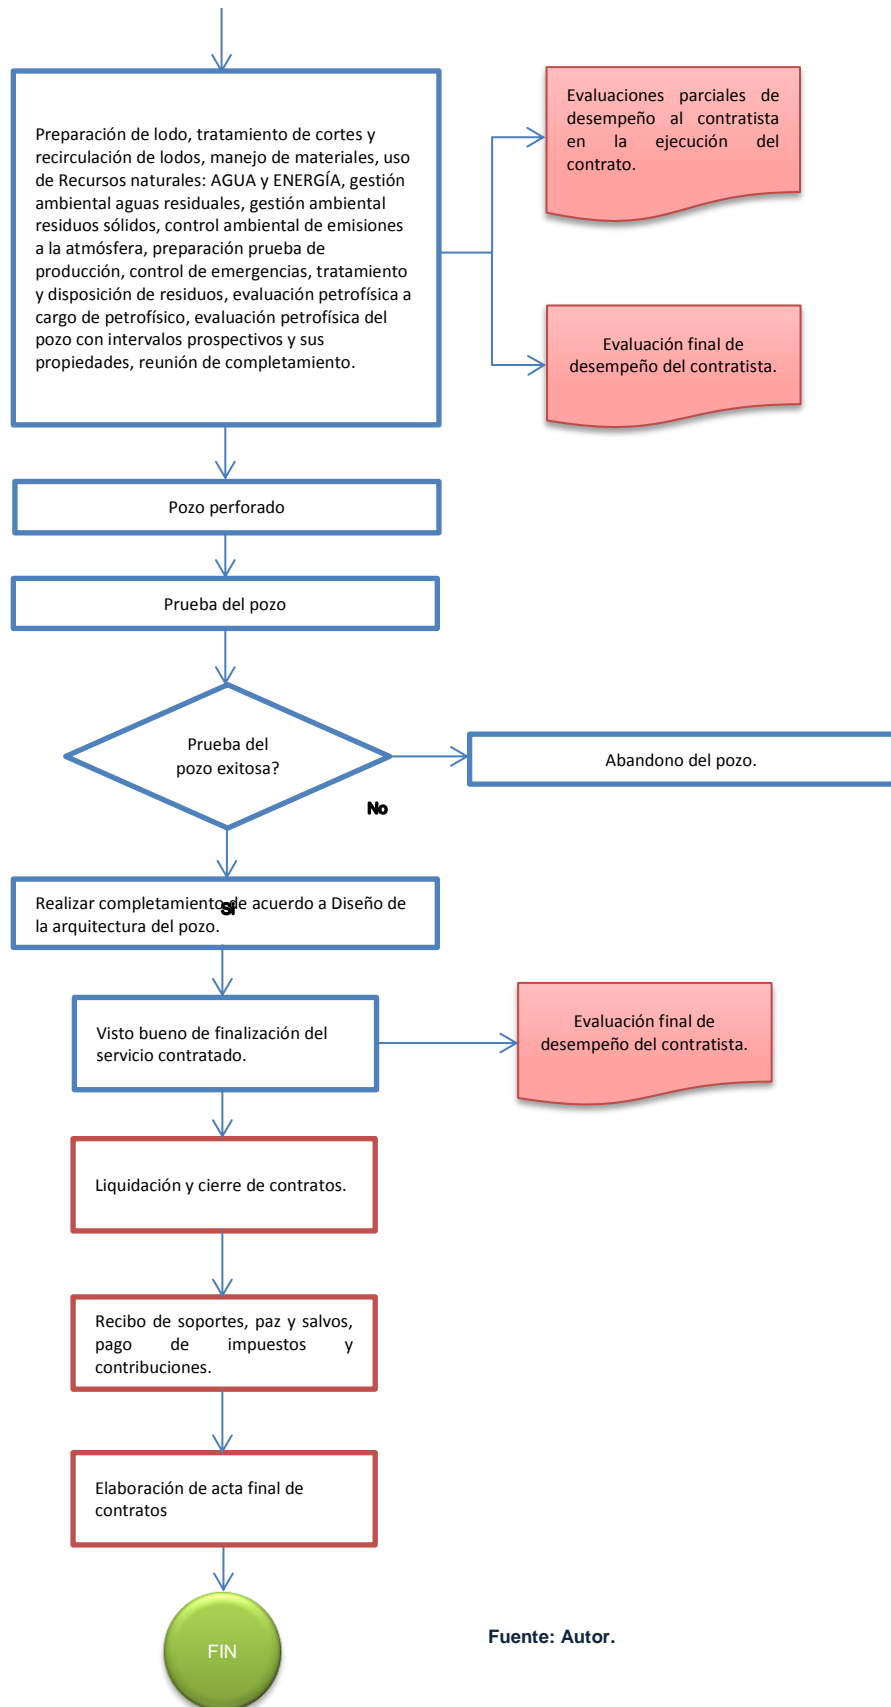 Preparación de lodo, tratamiento de cortes y
recirculación de lodos, manejo de materiales, uso
de Recursos naturales: AGUA y ENERGÍA, gestión
ambiental aguas residuales, gestión ambiental
residuos sólidos, control ambiental de emisiones
a la atmósfera, preparación prueba de
producción, control de emergencias, tratamiento
y disposición de residuos, evaluación petrofísica a
cargo de petrofísico, evaluación petrofísica del
pozo con intervalos prospectivos y sus
propiedades, reunión de completamiento.
Evaluaciones parciales de
desempeño al contratista
en la ejecución del
contrato.
Evaluación final de
desempeño del contratista.
Pozo perforado
Prueba del pozo
Prueba del
pozo exitosa?
No
Abandono del pozo.
Si
Realizar completamiento de acuerdo a Diseño de
la arquitectura del pozo.
Visto bueno de finalización del
servicio contratado.
Evaluación final de
desempeño del contratista.
Liquidación y cierre de contratos.
Recibo de soportes, paz y salvos,
pago de impuestos y
contribuciones.
Elaboración de acta final de
contratos
FIN
Fuente: Autor.